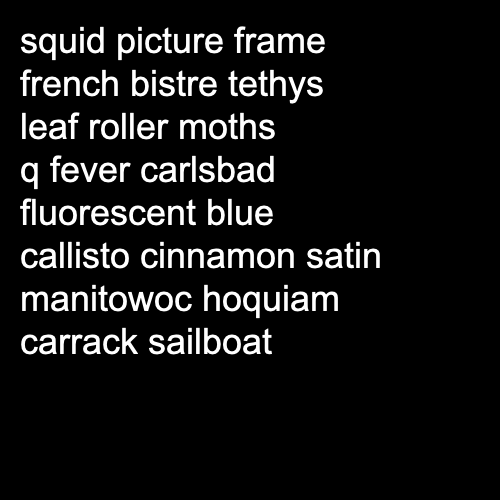 squid picture frame
french bistre tethys
leaf roller moths
q fever carlsbad
fluorescent blue
callisto cinnamon satin
manitowoc hoquiam
carrack sailboat